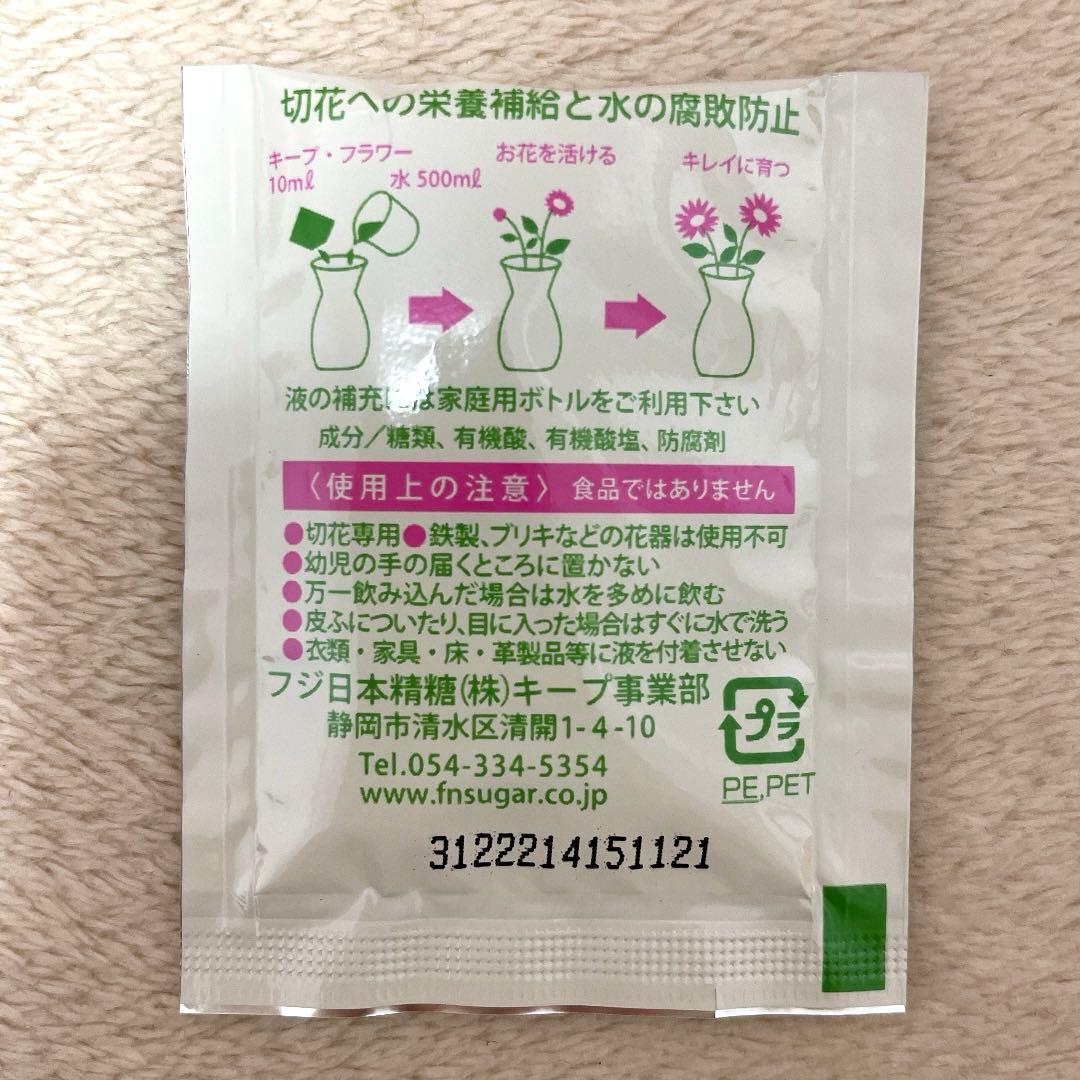 切花への栄養補給と水の腐敗防止
キープ・フラワー
10mℓ
水 500mℓ
お花を活ける
キレイに育つ
液の補充 は家庭用ボトルをご利用下さい
成分/糖類、有機酸、有機酸塩、防腐剤
〈使用上の注意〉 食品ではありません
●切花専用●鉄製、ブリキなどの花器は使用不可
●幼児の手の届くところに置かない
●万一飲み込んだ場合は水を多めに飲む
●皮ふについたり、目に入った場合はすぐに水で洗う
●衣類・家具・床・革製品等に液を付着させない
フジ日本精糖(株)キープ事業部
静岡市清水区清開1-4-10
Tel.054-334-5354
www.fnsugar.co.jp
プラ
PE,PET
3122214151121